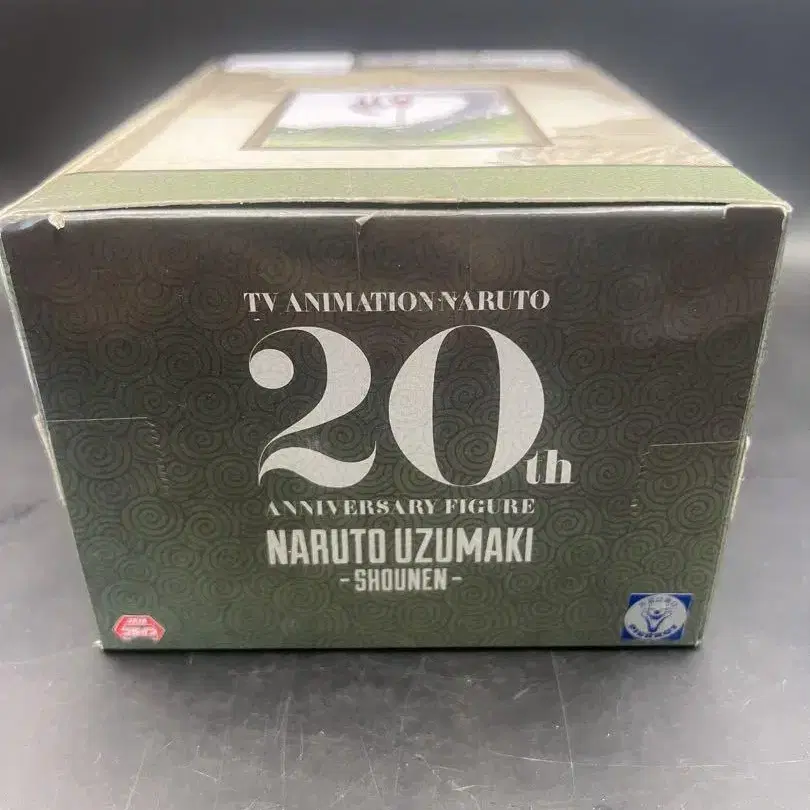 TV ANIMATION NARUTO
20th
ANNIVERSARY FIGURE
NARUTO UZUMAKI
-SHOUNEN-